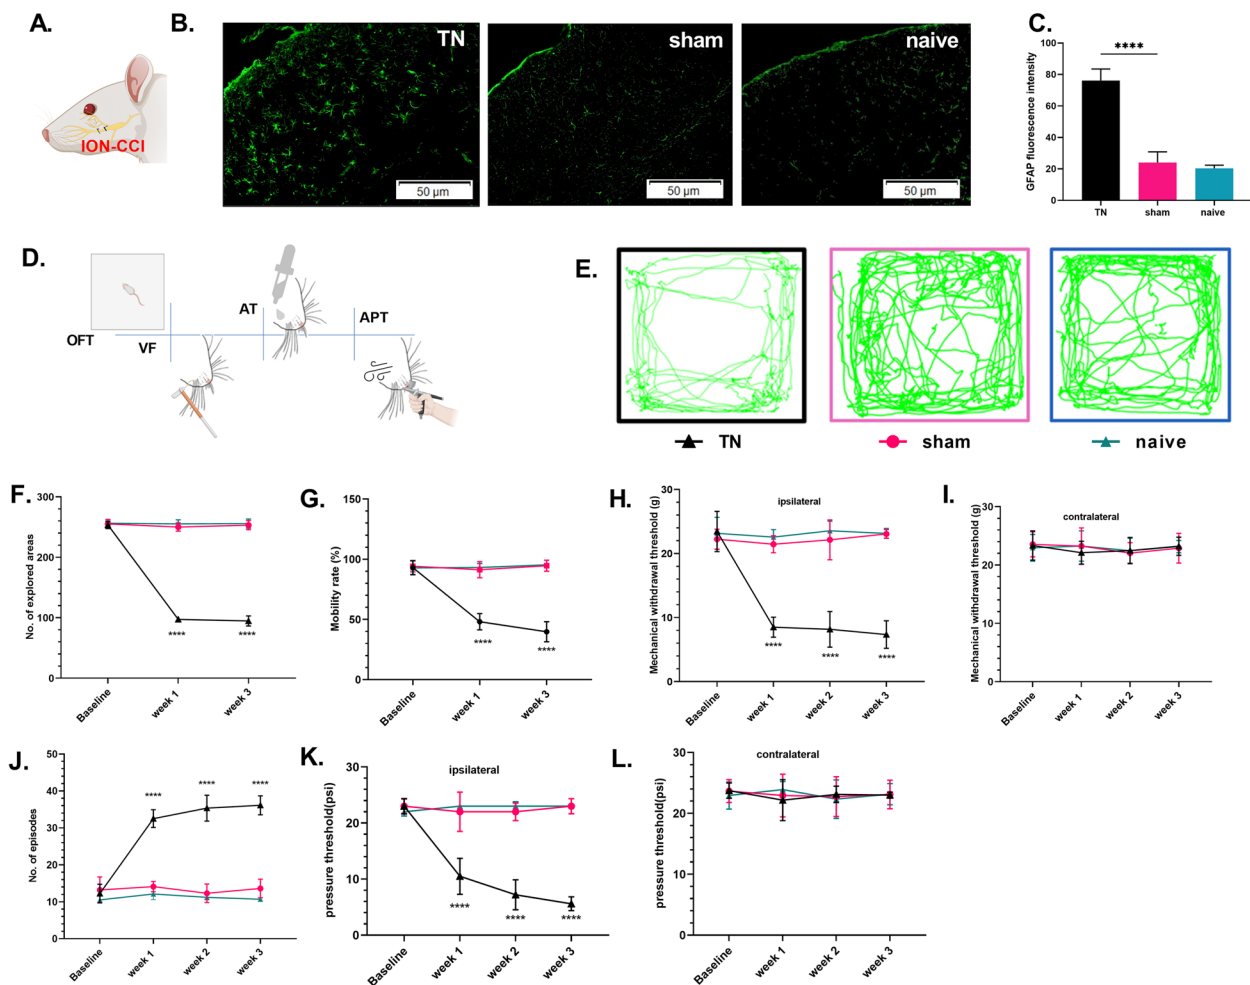 A.
ION-CCI
B.
TN
50 µm
sham
50 µm
naive
50 µm
C.
GFAP fluorescence intensity
100
80
60
40
20
0
****
TN
sham
naive
D.
OFT
VF
AT
APT
E.
TN
sham
naive
F.
No. of explored areas
300
200
100
0
****
****
Baseline
week 1
week 3
G.
Mobility rate (%)
150
100
50
0
****
****
Baseline
week 1
week 3
H.
ipsilateral
Mechanical withdrawal threshold (g)
30
20
10
0
****
****
****
Baseline
week 1
week 2
week 3
I.
contralateral
Mechanical withdrawal threshold (g)
30
20
10
0
Baseline
week 1
week 2
week 3
J.
No. of episodes
50
40
30
20
10
0
****
****
****
Baseline
week 1
week 2
week 3
K.
ipsilateral
pressure threshold(psi)
30
20
10
0
****
****
****
Baseline
week 1
week 2
week 3
L.
contralateral
pressure threshold(psi)
30
20
10
0
Baseline
week 1
week 2
week 3